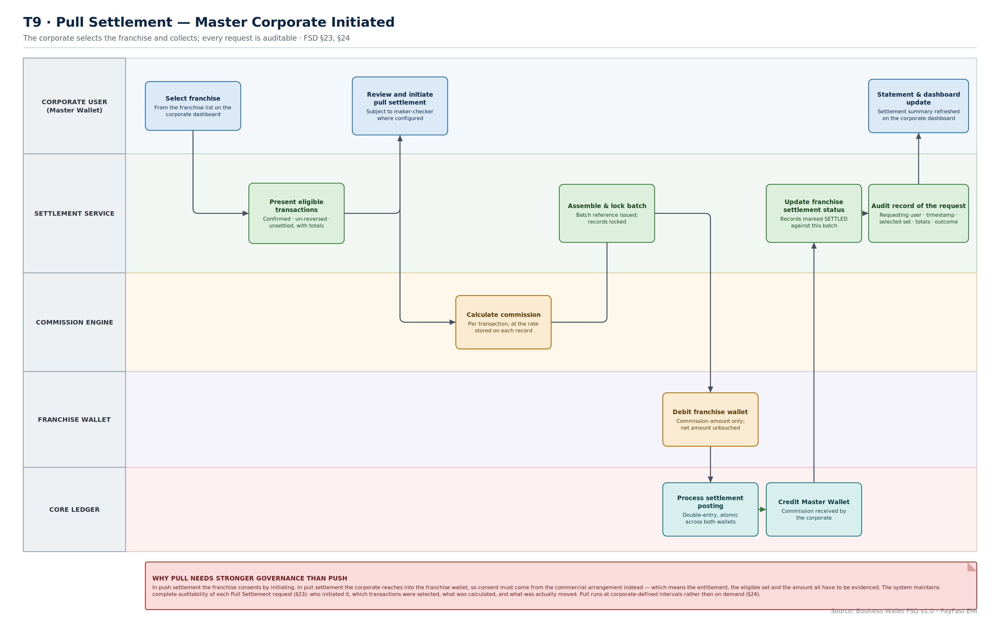 T9 · Pull Settlement — Master Corporate Initiated
The corporate selects the franchise and collects; every request is auditable · FSD §23, §24
CORPORATE USER
(Master Wallet)
Select franchise
From the franchise list on the
corporate dashboard
Review and initiate
pull settlement
Subject to maker-checker
where configured
Statement & dashboard
update
Settlement summary refreshed
on the corporate dashboard
SETTLEMENT SERVICE
Present eligible
transactions
Confirmed · un-reversed ·
unsettled, with totals
Assemble & lock batch
Batch reference issued;
records locked
Update franchise
settlement status
Records marked SETTLED
against this batch
Audit record of the request
Requesting user · timestamp ·
selected set · totals · outcome
COMMISSION ENGINE
Calculate commission
Per transaction, at the rate
stored on each record
FRANCHISE WALLET
Debit franchise wallet
Commission amount only;
net amount untouched
CORE LEDGER
Process settlement
posting
Double-entry, atomic
across both wallets
Credit Master Wallet
Commission received by
the corporate
WHY PULL NEEDS STRONGER GOVERNANCE THAN PUSH
In push settlement the franchise consents by initiating. In pull settlement the corporate reaches into the franchise wallet, so consent must come from the commercial arrangement instead — which means the entitlement, the eligible set and the amount all have to be evidenced. The system maintains
complete auditability of each Pull Settlement request (§23): who initiated it, which transactions were selected, what was calculated, and what was actually moved. Pull runs at corporate-defined intervals rather than on demand (§24).
Source: Business Wallet FSD v1.0 – PayFast EMI